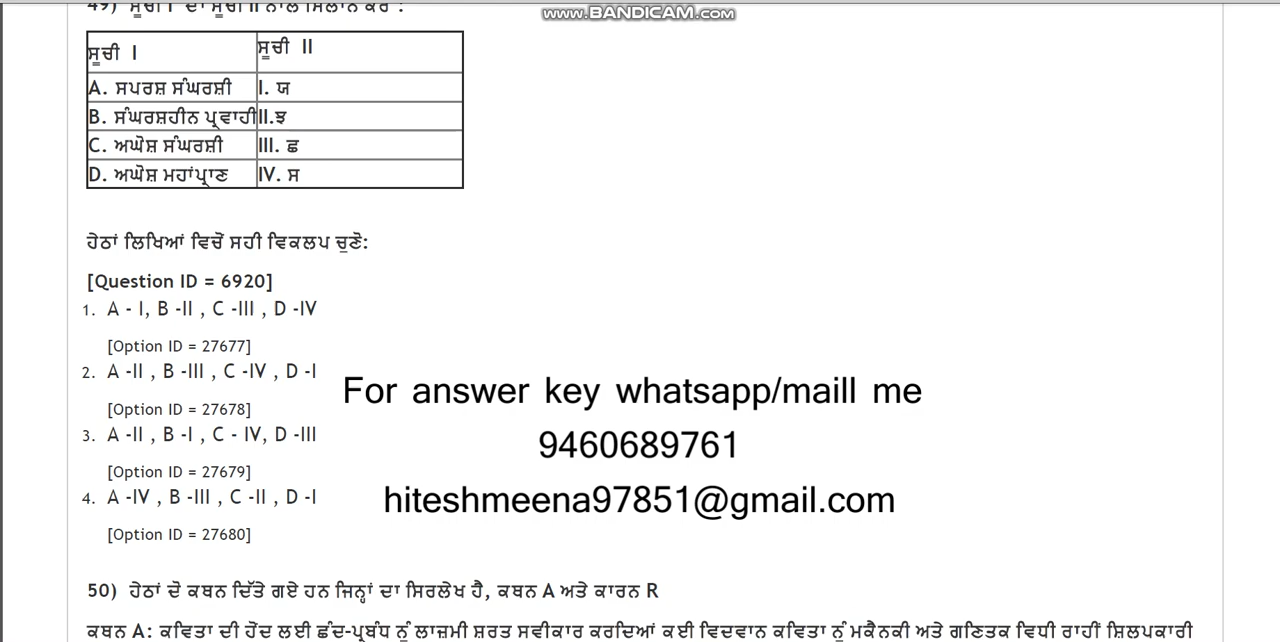 www.BANDICAM.com
49) ਸੂਚੀ I ਦਾ ਸੂਚੀ II ਨਾਲ ਮਿਲਾਨ ਕਰੋ :
ਸੂਚੀ I ਸੂਚੀ II
A. ਸਪਰਸ਼ ਸੰਘਰਸ਼ੀ I. ਯ
B. ਸੰਘਰਸ਼ਹੀਨ ਪ੍ਰਵਾਹੀ II.ਝ
C. ਅਘੋਸ਼ ਸੰਘਰਸ਼ੀ III. ਛ
D. ਅਘੋਸ਼ ਮਹਾਂਪ੍ਰਾਣ IV. ਸ
ਹੇਠਾਂ ਲਿਖਿਆਂ ਵਿਚੋਂ ਸਹੀ ਵਿਕਲਪ ਚੁਣੋ:
[Question ID = 6920]
1. A - I, B -II , C -III , D -IV
[Option ID = 27677]
2. A -II , B -III , C -IV , D -I
[Option ID = 27678]
3. A -II , B -I , C - IV, D -III
[Option ID = 27679]
4. A -IV , B -III , C -II , D -I
[Option ID = 27680]
For answer key whatsapp/maill me
9460689761
hiteshmeena97851@gmail.com
50) ਹੇਠਾਂ ਦੋ ਕਥਨ ਦਿੱਤੇ ਗਏ ਹਨ ਜਿਨ੍ਹਾਂ ਦਾ ਸਿਰਲੇਖ ਹੈ, ਕਥਨ A ਅਤੇ ਕਾਰਨ R
ਕਥਨ A: ਕਵਿਤਾ ਦੀ ਹੋਂਦ ਲਈ ਛੰਦ-ਪ੍ਰਬੰਧ ਨੂੰ ਲਾਜ਼ਮੀ ਸ਼ਰਤ ਸਵੀਕਾਰ ਕਰਦਿਆਂ ਕਈ ਵਿਦਵਾਨ ਕਵਿਤਾ ਨੂੰ ਮਕੈਨਕੀ ਅਤੇ ਗਣਿਤਕ ਵਿਧੀ ਰਾਹੀਂ ਸ਼ਿਲਪਕਾਰੀ